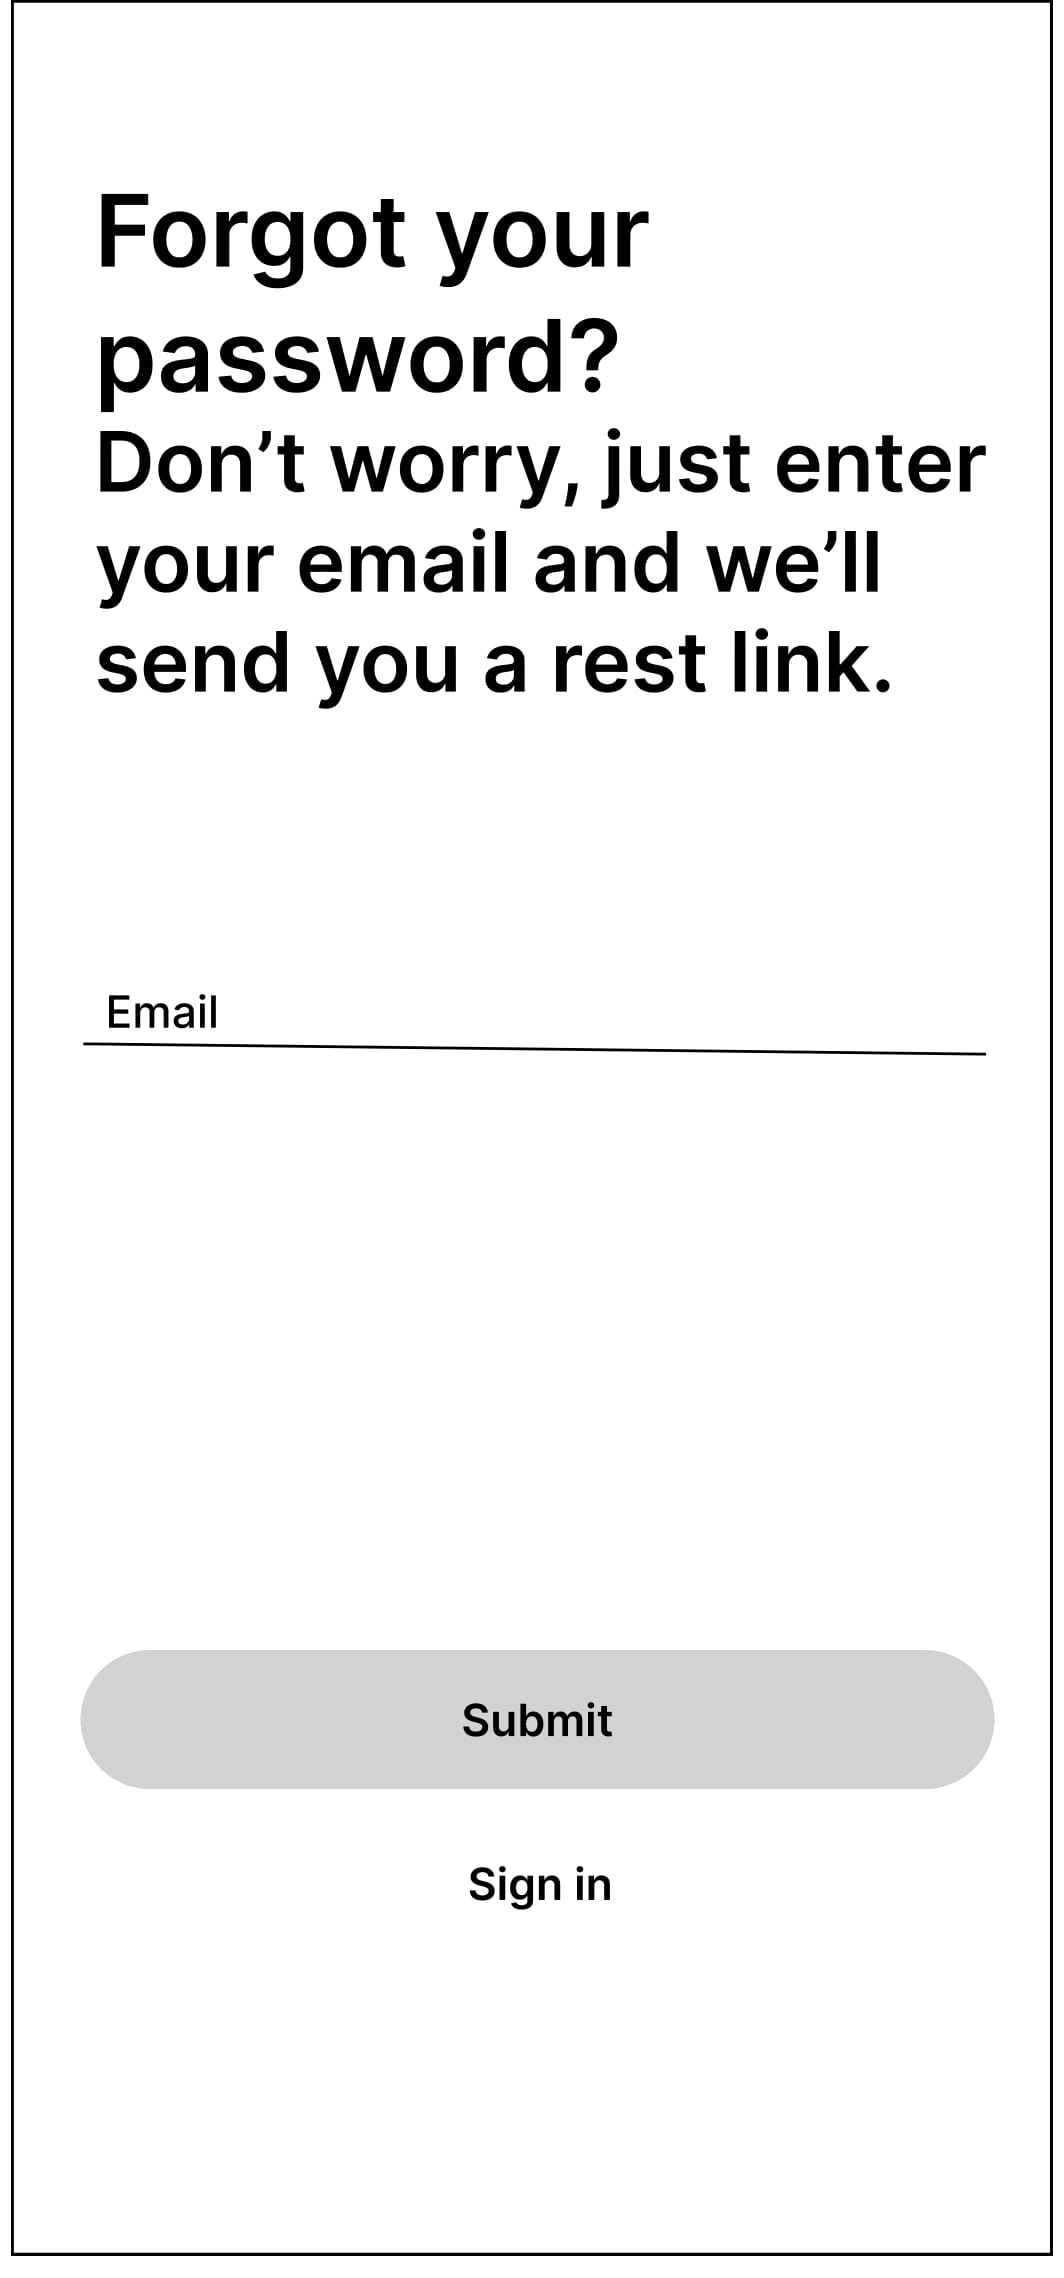 Forgot your
password?
Don’t worry, just enter
your email and we’ll
send you a rest link.
Email
Submit
Sign in